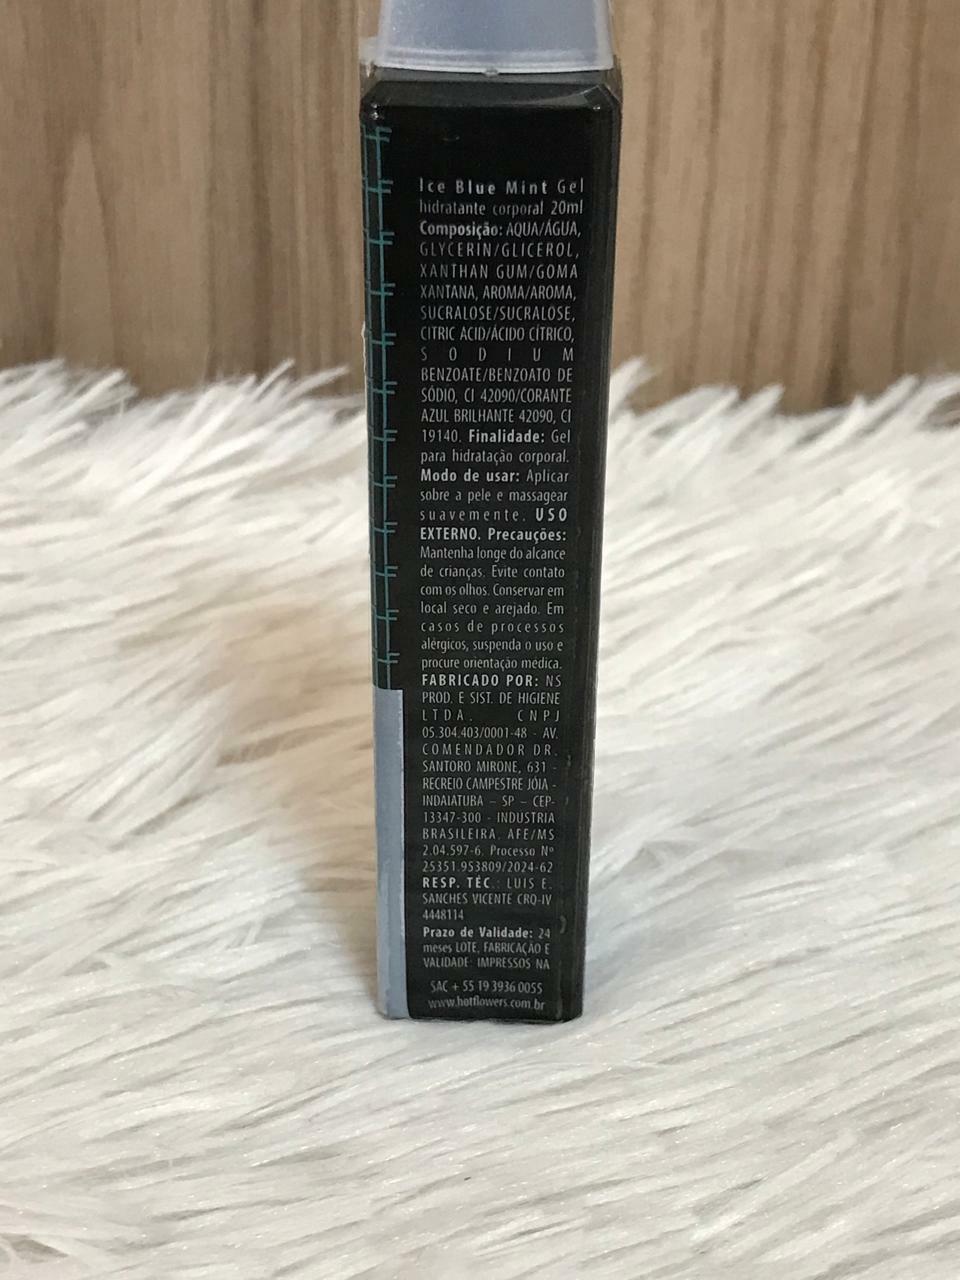 Ice Blue Mint Gel
hidratante corporal 20ml
Composição: AQUA/ÁGUA,
GLYCERIN/GLICEROL,
XANTHAN GUM/GOMA
XANTANA, AROMA/AROMA,
SUCRALOSE/SUCRALOSE,
CITRIC ACID/ÁCIDO CÍTRICO,
SODIUM
BENZOATE/BENZOATO DE
SÓDIO, CI 42090/CORANTE
AZUL BRILHANTE 42090, CI
19140. Finalidade: Gel
para hidratação corporal.
Modo de usar: Aplicar
sobre a pele e massagear
suavemente. USO
EXTERNO. Precauções:
Mantenha longe do alcance
de crianças. Evite contato
com os olhos. Conservar em
local seco e arejado. Em
casos de processos
alérgicos, suspenda o uso e
procure orientação médica.
FABRICADO POR: NS
PROD. E SIST. DE HIGIENE
LTDA. CNPJ
05.304.403/0001-48 - AV.
COMENDADOR DR.
SANTORO MIRONE, 631 -
RECREIO CAMPESTRE JÓIA -
INDAIATUBA – SP – CEP-
13347-300 - INDUSTRIA
BRASILEIRA. AFE/MS
2.04.597-6. Processo Nº
25351.953809/2024-62
RESP. TÉC.: LUIS E.
SANCHES VICENTE CRQ-IV
4448114
Prazo de Validade: 24
meses LOTE, FABRICAÇÃO E
VALIDADE: IMPRESSOS NA
SAC + 55 19 3936 0055
www.hotflowers.com.br